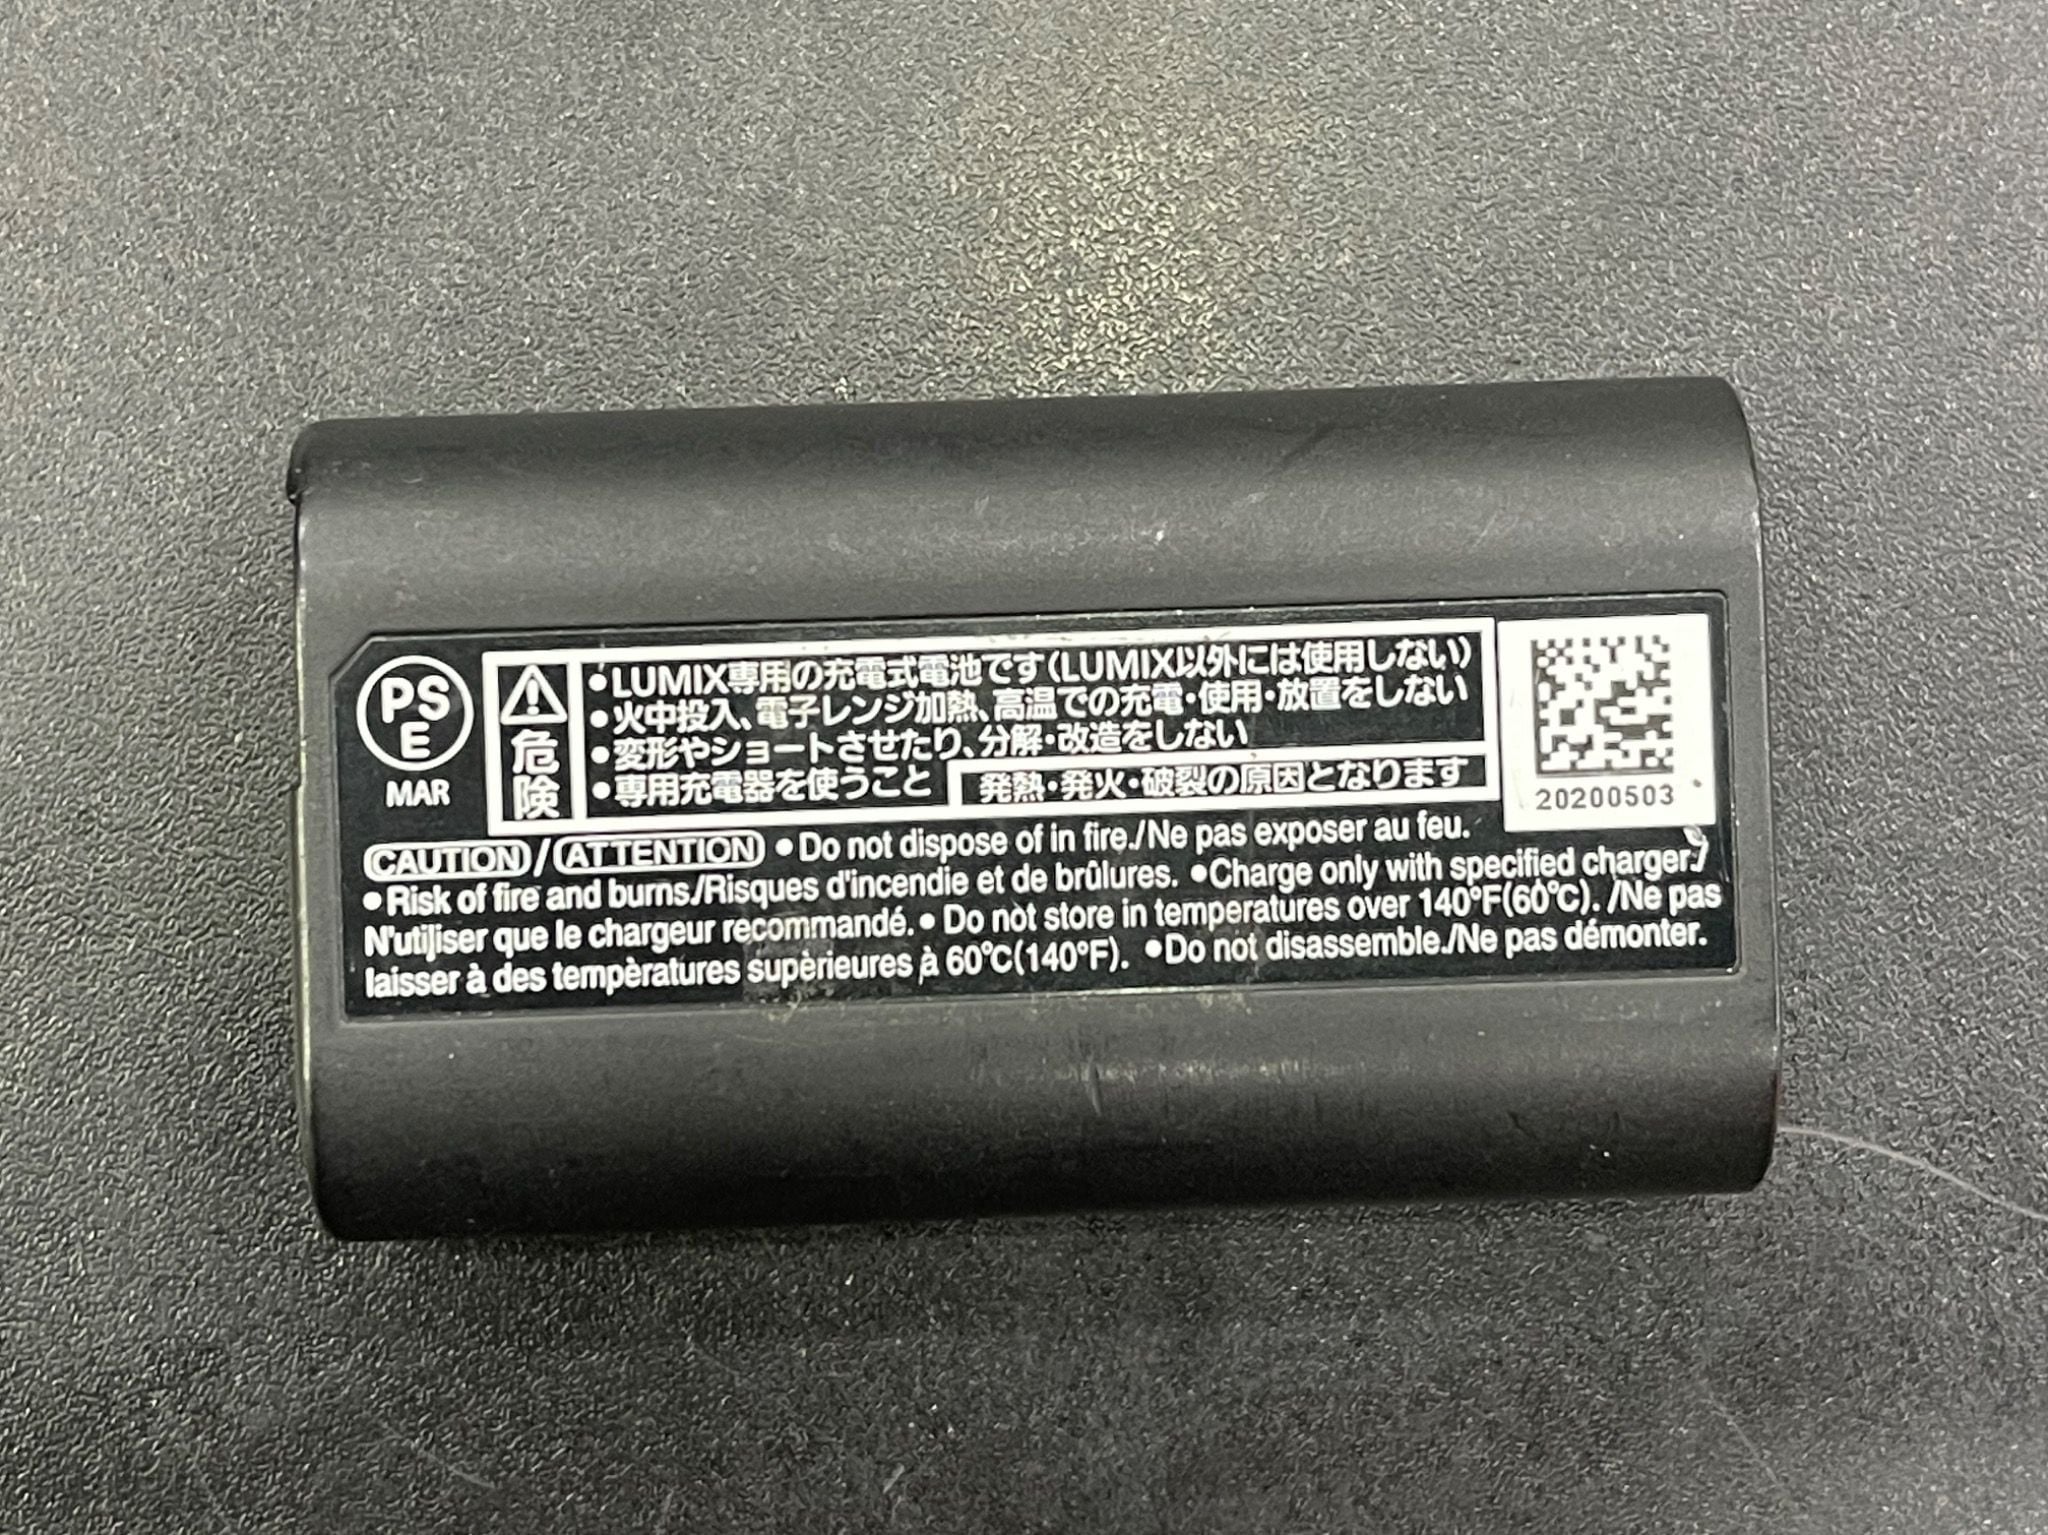 PS
E
MAR
危険
•LUMIX専用の充電式電池です(LUMIX以外には使用しない)
•火中投入、電子レンジ加熱、高温での充電・使用・放置をしない
•変形やショートさせたり、分解・改造をしない
•専用充電器を使うこと
発熱・発火・破裂の原因となります
20200503
CAUTION/ATTENTION •Do not dispose of in fire./Ne pas exposer au feu.
•Risk of fire and burns./Risques d'incendie et de brûlures. •Charge only with specified charger./
N'utiliser que le chargeur recommandé. • Do not store in temperatures over 140°F(60°C). /Ne pas
laisser à des tempèratures supèrieures à 60°C(140°F). •Do not disassemble./Ne pas démonter.